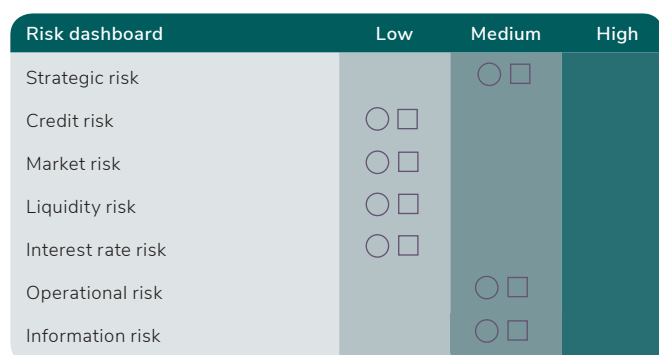 Risk dashboard Low Medium High
Strategic risk
Credit risk
Market risk
Liquidity risk
Interest rate risk
Operational risk
Information risk